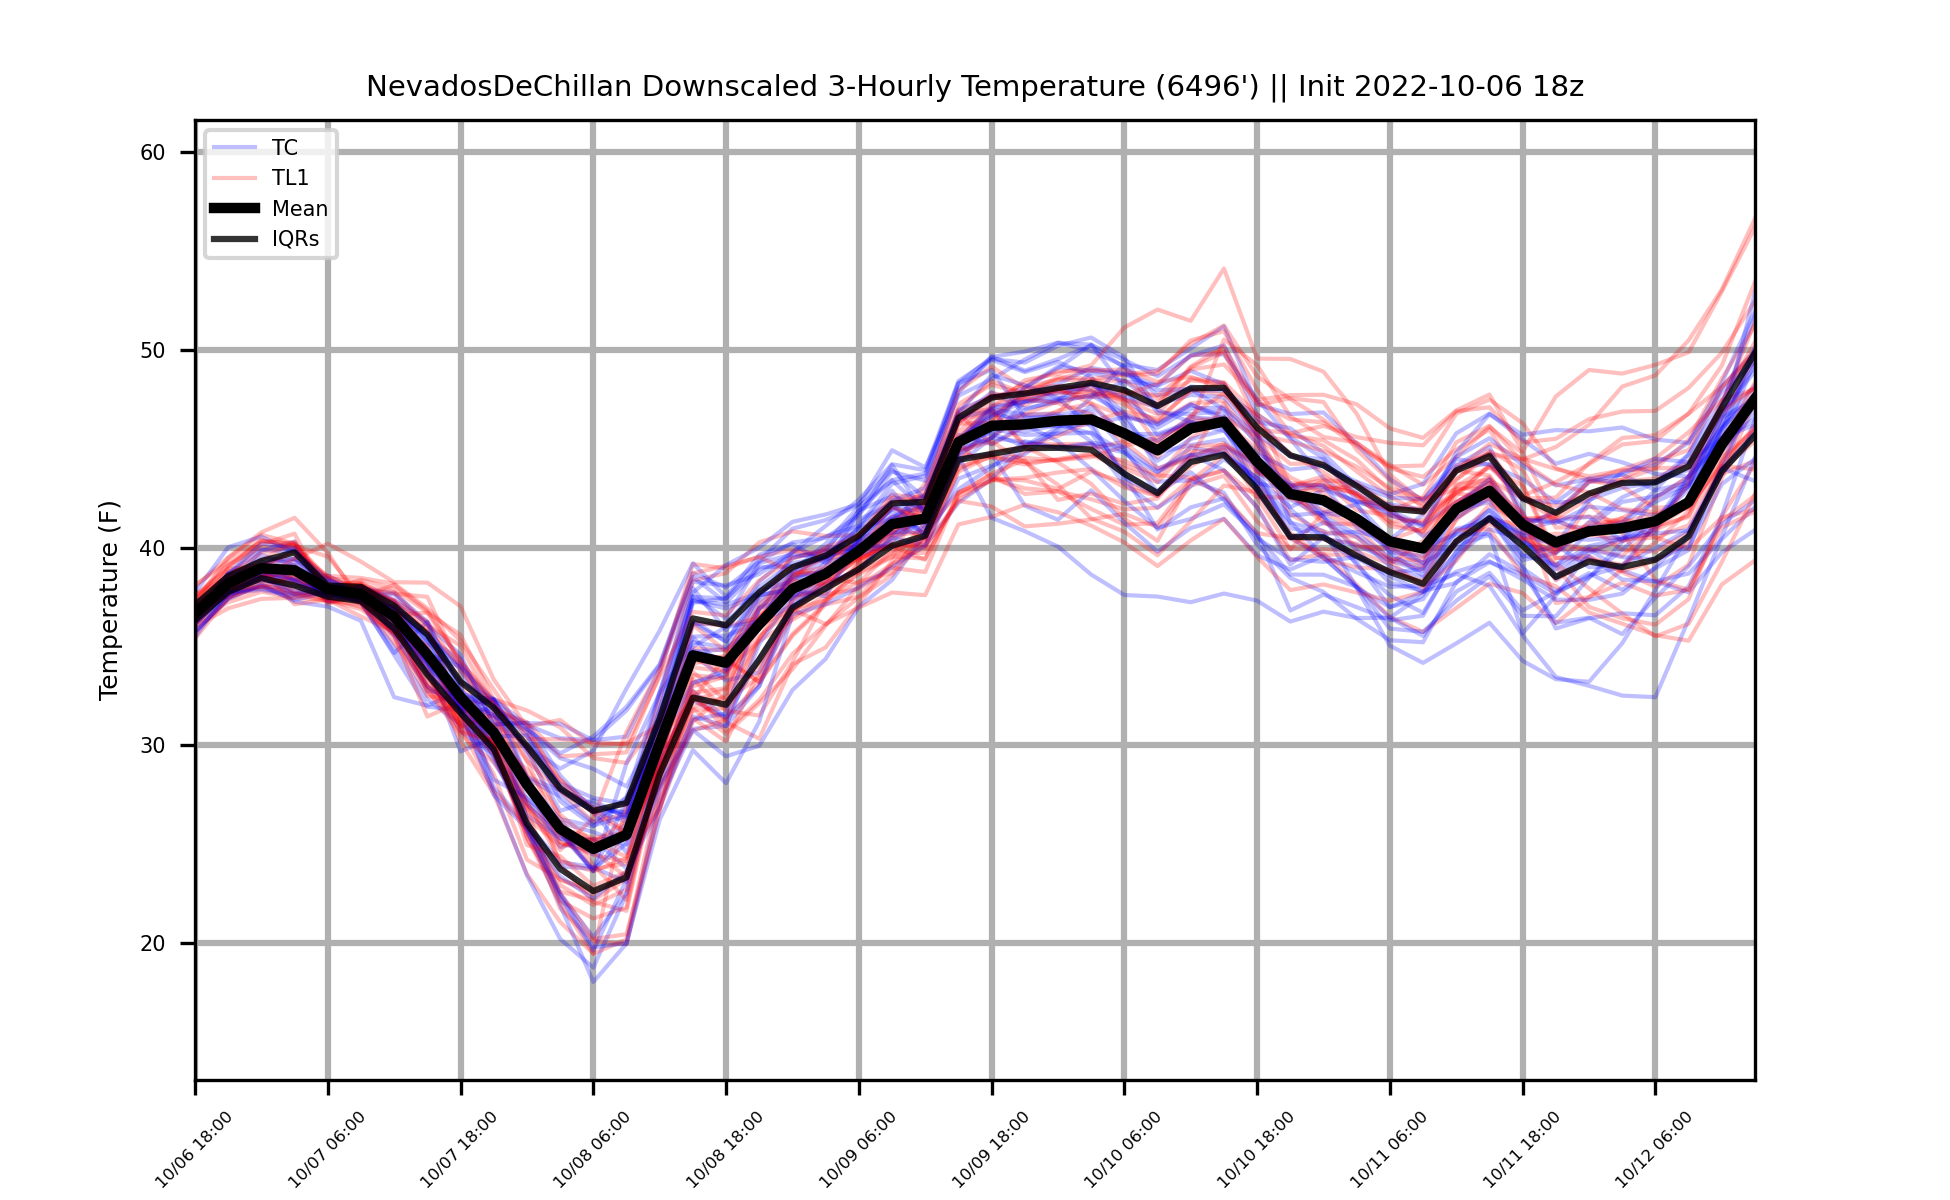 NevadosDeChillan Downscaled 3-Hourly Temperature (6496') || Init 2022-10-06 18z
TC
TL1
Mean
IQRs
Temperature (F)
60
50
40
30
20
10/06 18:00
10/07 06:00
10/07 18:00
10/08 06:00
10/08 18:00
10/09 06:00
10/09 18:00
10/10 06:00
10/10 18:00
10/11 06:00
10/11 18:00
10/12 06:00